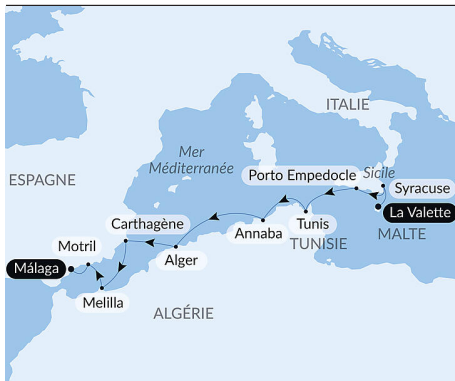 ITALIE
Mer
Méditerranée
ESPAGNE
Porto Empedocle
Sicile
Syracuse
La Valette
MALTE
Carthagène
Annaba
Tunis
TUNISIE
Motril
Alger
Málaga
Melilla
ALGÉRIE